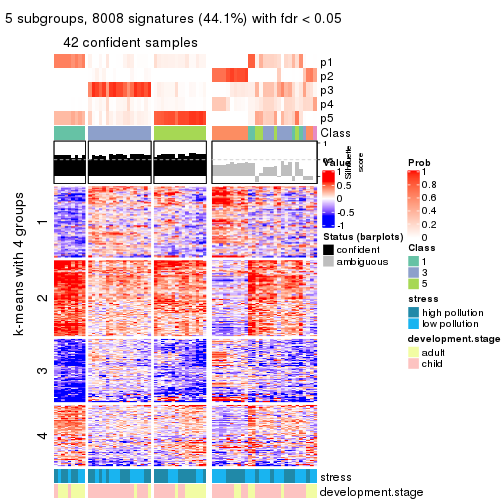 5 subgroups, 8008 signatures (44.1%) with fdr < 0.05
42 confident samples
p1
p2
p3
p4
p5
Class
1
Silhouette
score
k-means with 4 groups
1
2
3
4
stress
development.stage
Value
1
0.5
0
-0.5
-1
Status (barplots)
confident
ambiguous
Prob
1
0.8
0.6
0.4
0.2
0
Class
1
3
5
stress
high pollution
low pollution
development.stage
adult
child